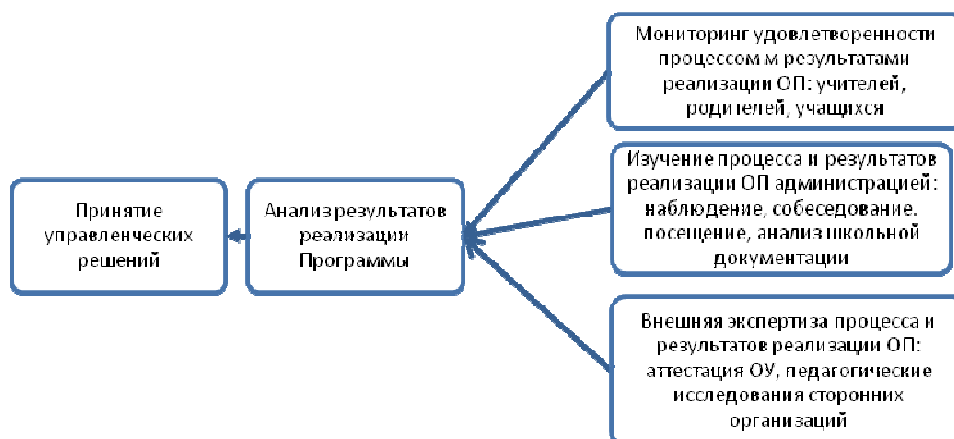 Мониторинг удовлетворенности
процессом м результатами
реализации ОП: учителей,
родителей, учащихся
Изучение процесса и результатов
реализации ОП администрацией:
наблюдение, собеседование.
посещение, анализ школьной
документации
Принятие
управленческих
решений
Анализ результатов
реализации
Программы
Внешняя экспертиза процесса и
результатов реализации ОП:
аттестация ОУ, педагогические
исследования сторонних
организаций